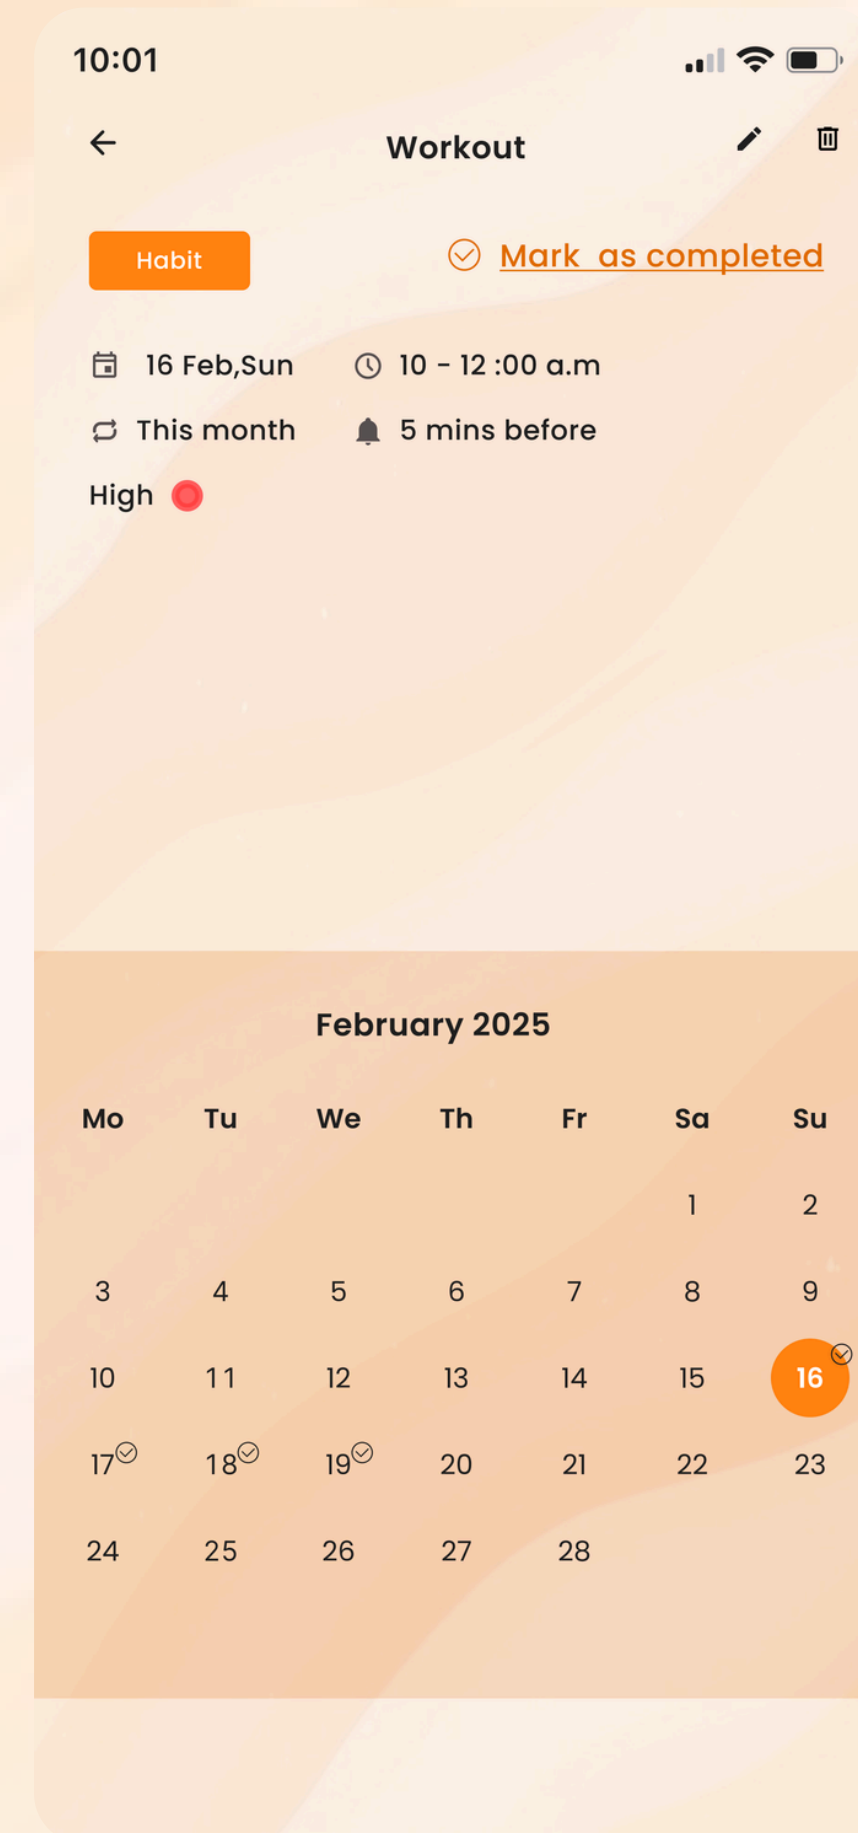 10:01
Workout
Habit
Mark as completed
16 Feb,Sun
10 - 12 :00 a.m
This month
5 mins before
High
February 2025
Mo Tu We Th Fr Sa Su
1 2
3 4 5 6 7 8 9
10 11 12 13 14 15 16
17 18 19 20 21 22 23
24 25 26 27 28